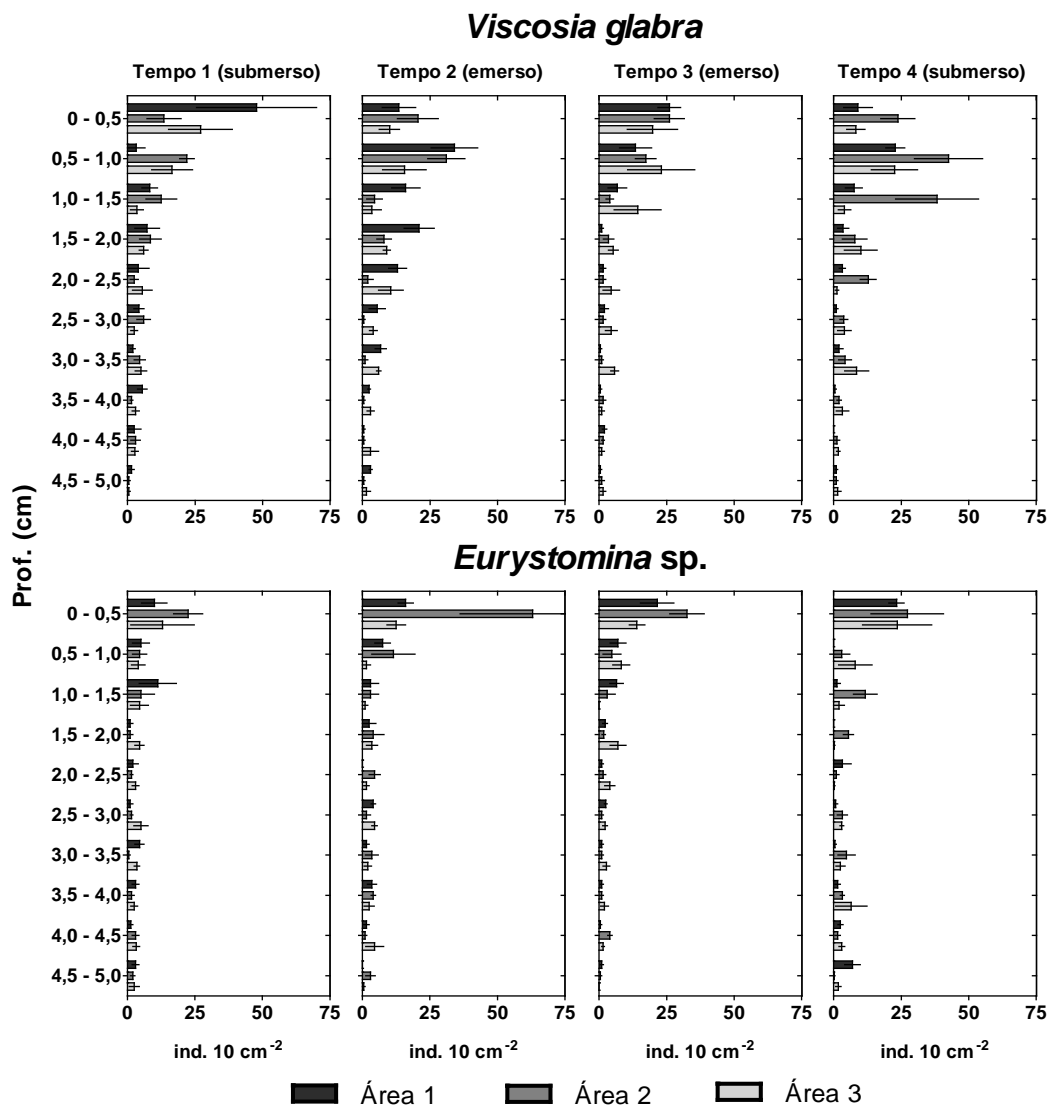 Viscosia glabra
Tempo 1 (submerso) Tempo 2 (emerso) Tempo 3 (emerso) Tempo 4 (submerso)
0 - 0,5
0,5 - 1,0
1,0 - 1,5
1,5 - 2,0
2,0 - 2,5
2,5 - 3,0
3,0 - 3,5
3,5 - 4,0
4,0 - 4,5
4,5 - 5,0
0 25 50 75 0 25 50 75 0 25 50 75 0 25 50 75
Prof. (cm)
Eurystomina sp.
0 - 0,5
0,5 - 1,0
1,0 - 1,5
1,5 - 2,0
2,0 - 2,5
2,5 - 3,0
3,0 - 3,5
3,5 - 4,0
4,0 - 4,5
4,5 - 5,0
0 25 50 75 0 25 50 75 0 25 50 75 0 25 50 75
ind. 10 cm⁻² ind. 10 cm⁻² ind. 10 cm⁻² ind. 10 cm⁻²
Área 1 Área 2 Área 3